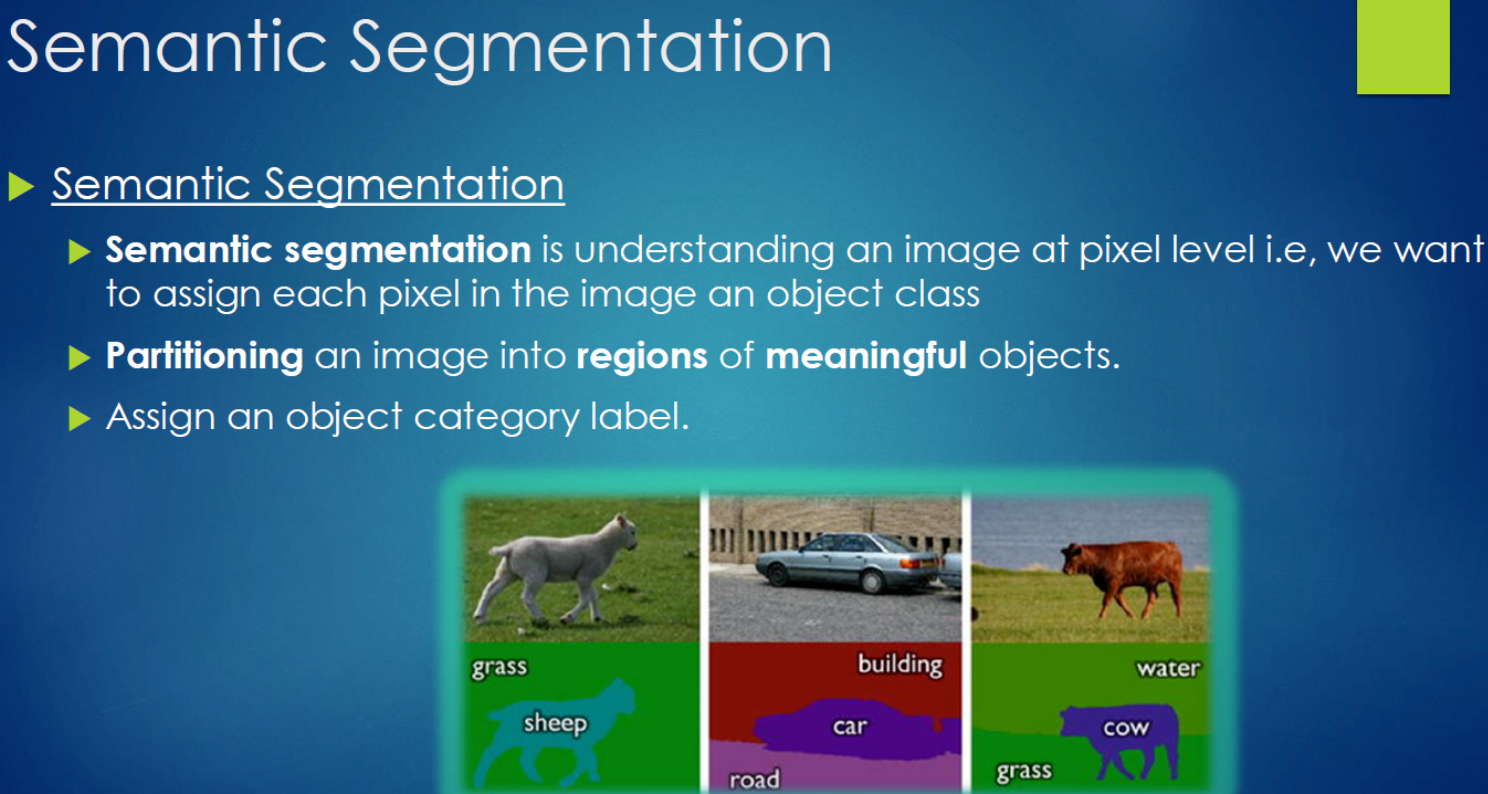 Semantic Segmentation
Semantic Segmentation
Semantic segmentation is understanding an image at pixel level i.e, we want
to assign each pixel in the image an object class
Partitioning an image into regions of meaningful objects.
Assign an object category label.
grass
sheep
building
car
road
water
cow
grass